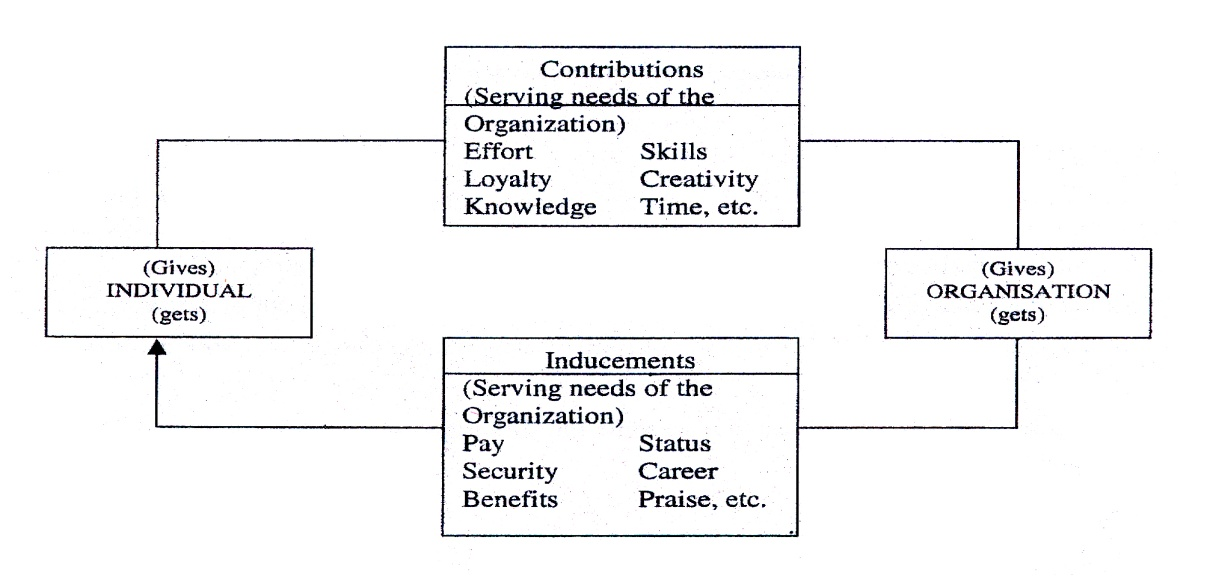 Contributions
(Serving needs of the
Organization)
Effort Skills
Loyalty Creativity
Knowledge Time, etc.
(Gives)
INDIVIDUAL
(gets)
(Gives)
ORGANISATION
(gets)
Inducements
(Serving needs of the
Organization)
Pay Status
Security Career
Benefits Praise, etc.